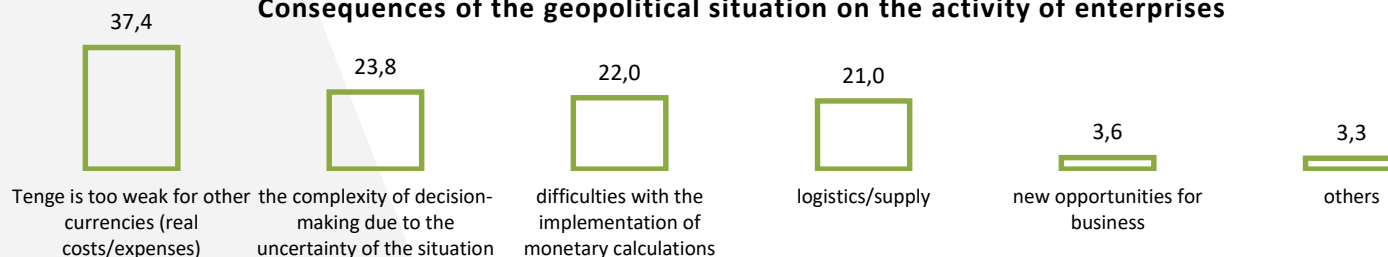 Consequences of the geopolitical situation on the activity of enterprises
37,4
23,8
22,0
21,0
3,6
3,3
Tenge is too weak for other
currencies (real
costs/expenses)
the complexity of decision-
making due to the
uncertainty of the situation
difficulties with the
implementation of
monetary calculations
logistics/supply
new opportunities for
business
others